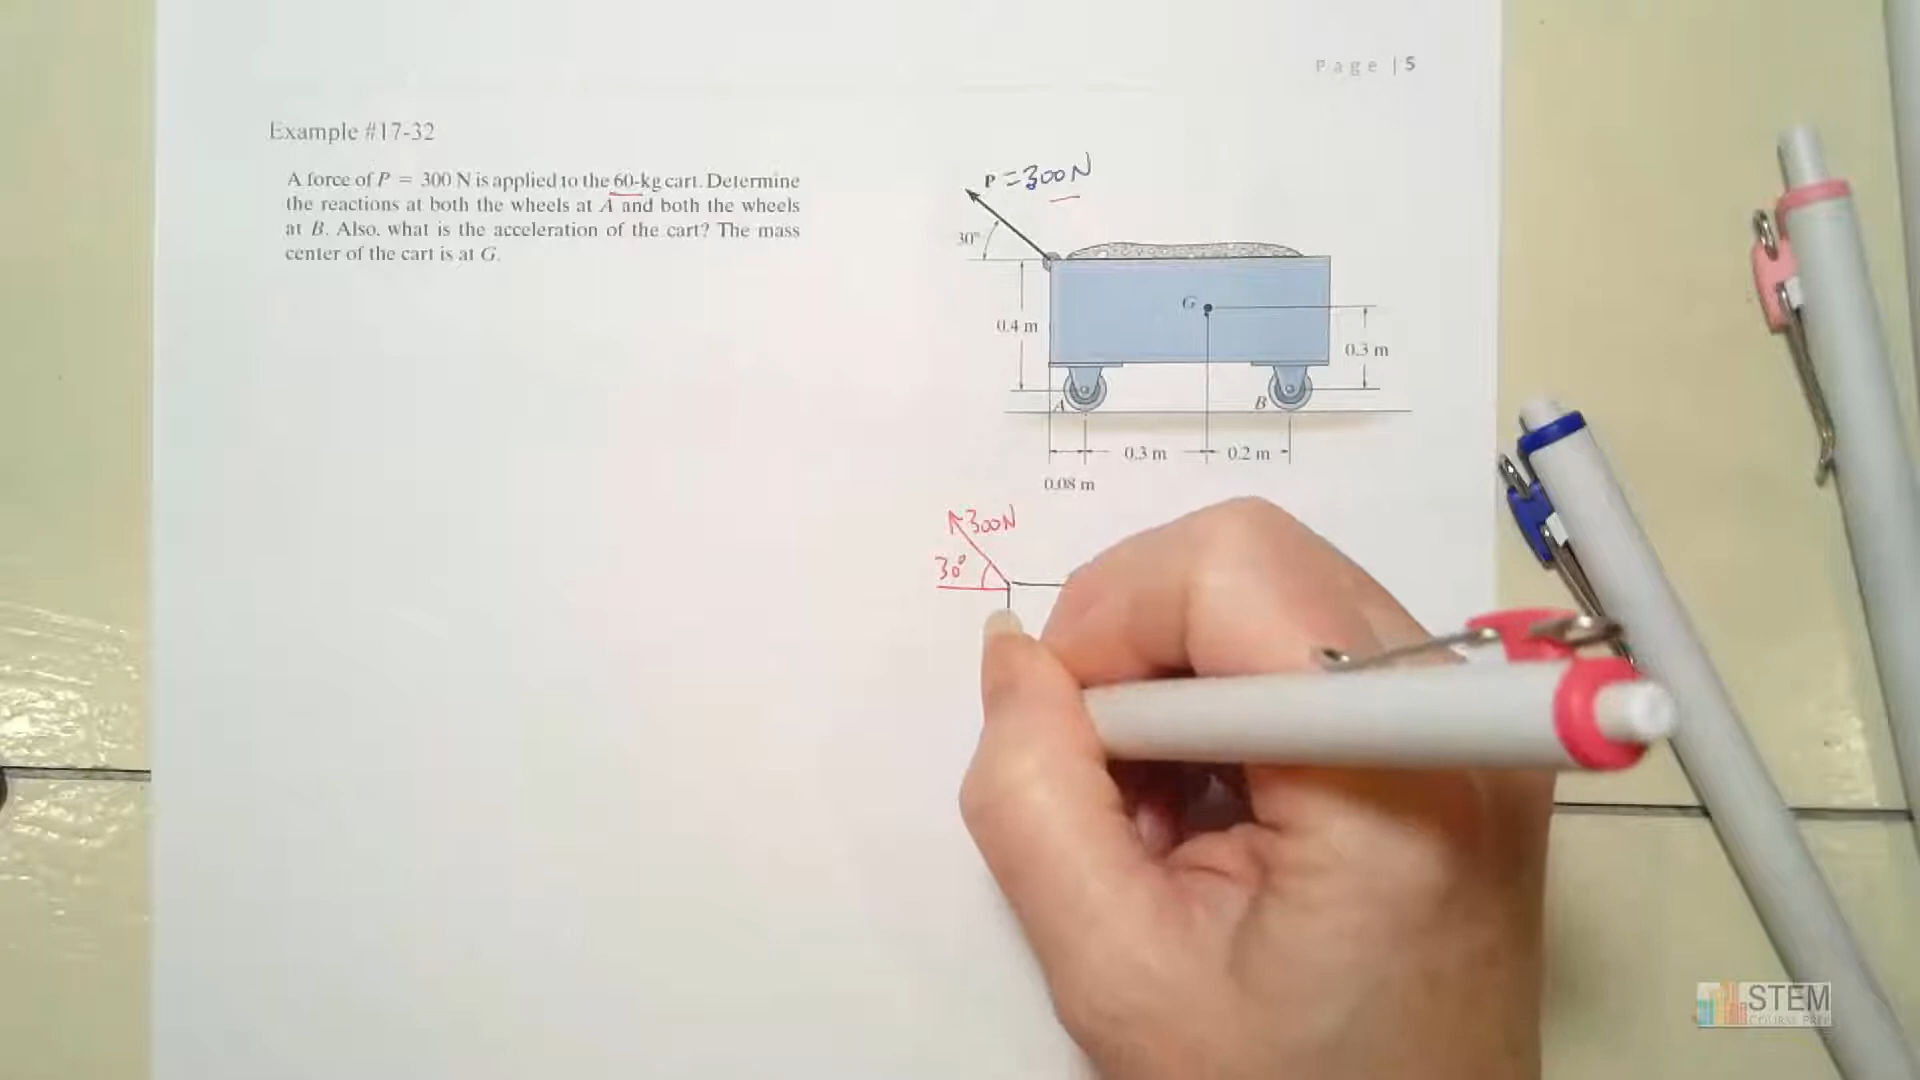 Page | 5
Example #17-32
A force of P = 300 N is applied to the 60-kg cart. Determine
the reactions at both the wheels at A and both the wheels
at B. Also, what is the acceleration of the cart? The mass
center of the cart is at G.
P = 300N
30°
G
0.4 m
0.3 m
A
B
0.3 m
0.2 m
0.08 m
300N
30°
STEM
COURSE PREP